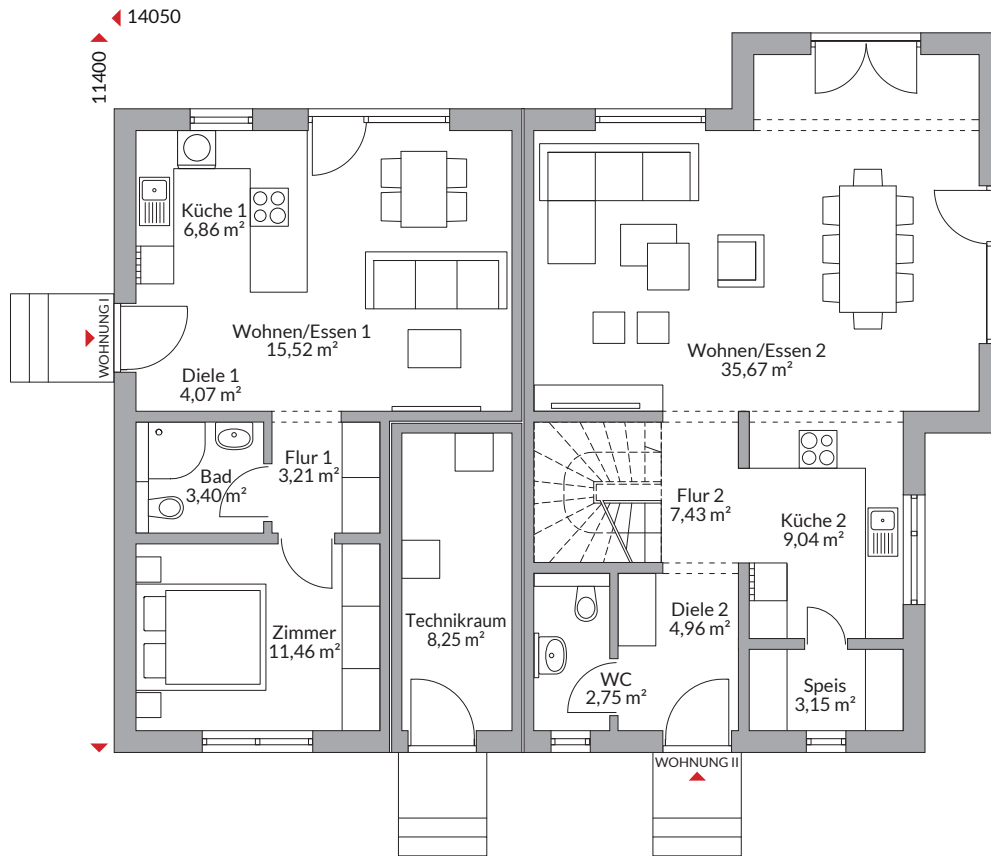 14050
11400
Küche 1
6,86 m²
WOHNUNG I
Wohnen/Essen 1
15,52 m²
Diele 1
4,07 m²
Wohnen/Essen 2
35,67 m²
Bad
3,40 m²
Flur 1
3,21 m²
Flur 2
7,43 m²
Küche 2
9,04 m²
Zimmer
11,46 m²
Technikraum
8,25 m²
Diele 2
4,96 m²
WC
2,75 m²
Speis
3,15 m²
WOHNUNG II